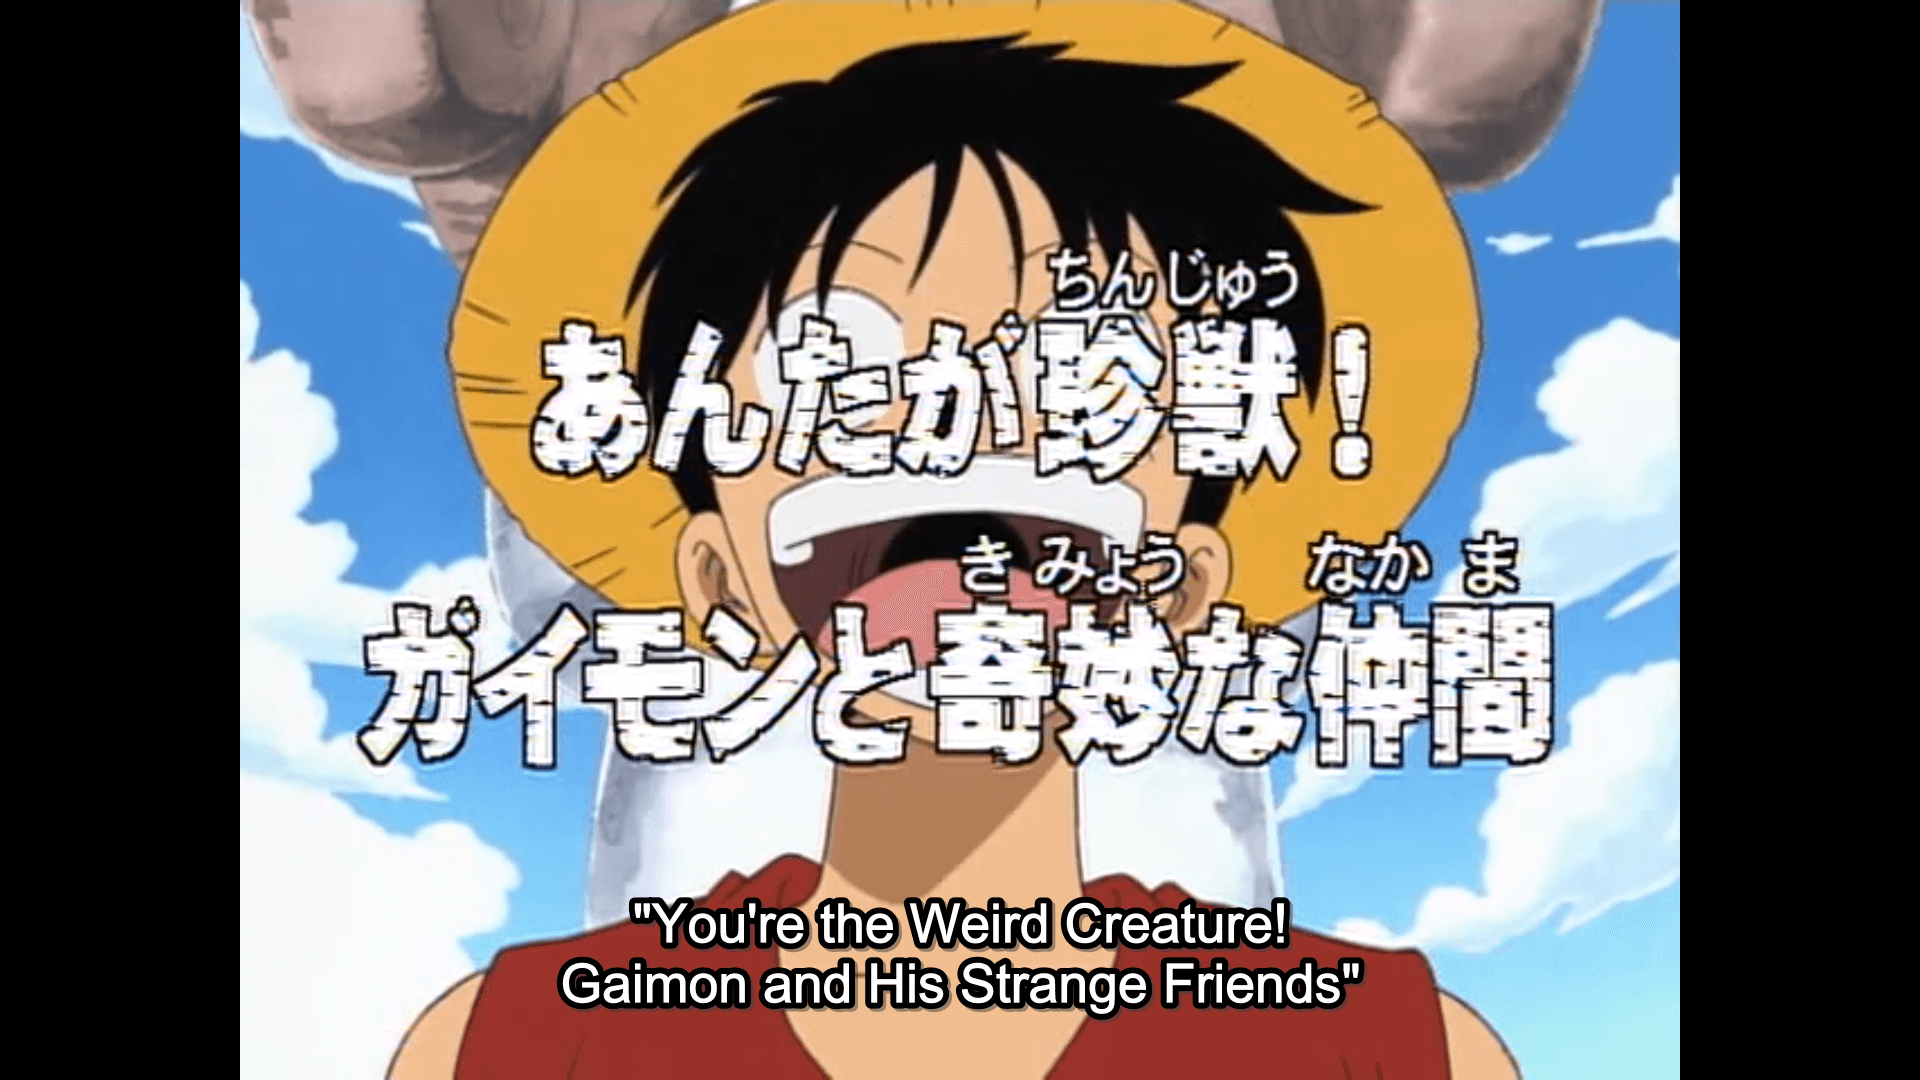 ちんじゅう
あんたが珍獣!
きみょう なかま
ガイモンと奇妙な仲間
"You're the Weird Creature!
Gaimon and His Strange Friends"